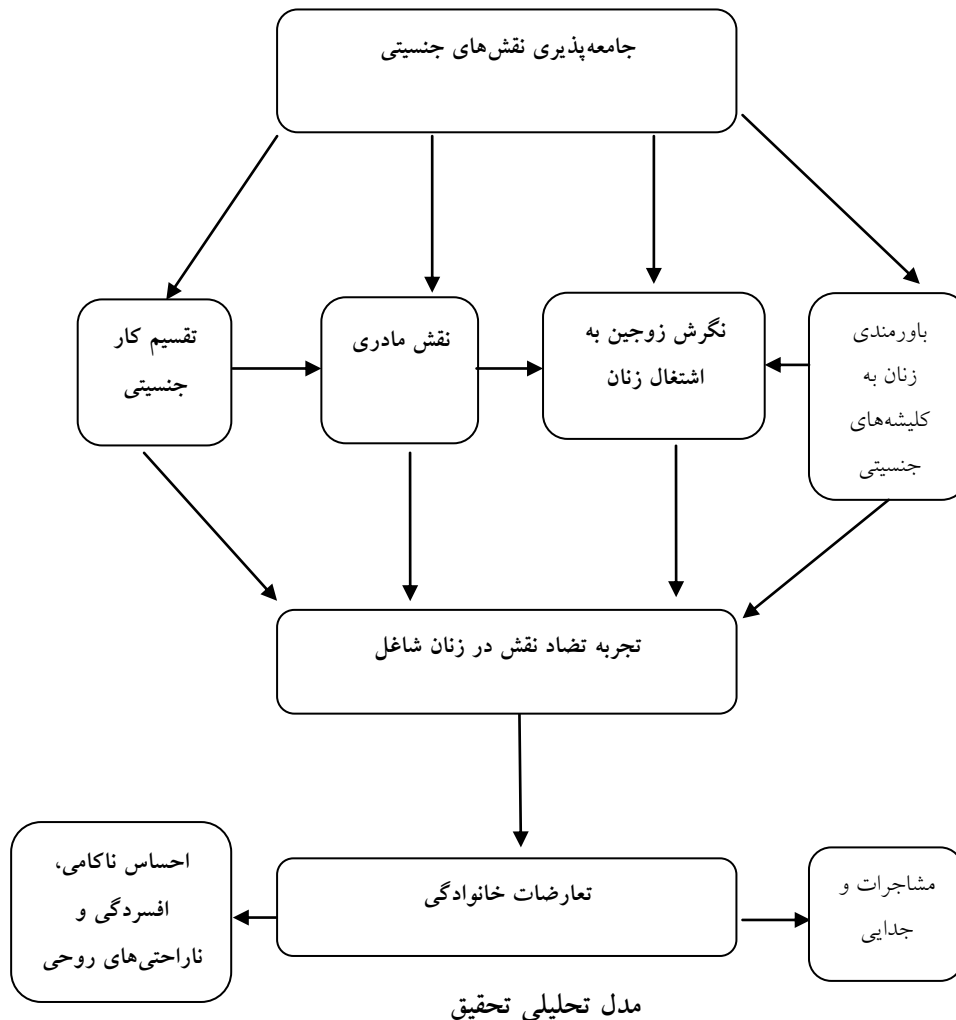 جامعه‌پذیری نقش‌های جنسیتی
باورمندی
زنان به
کلیشه‌های
جنسیتی
نگرش زوجین به
اشتغال زنان
نقش مادری
تقسیم کار
جنسیتی
تجربه تضاد نقش در زنان شاغل
مشاجرات و
جدایی
تعارضات خانوادگی
احساس ناکامی،
افسردگی و
ناراحتی‌های روحی
مدل تحلیلی تحقیق